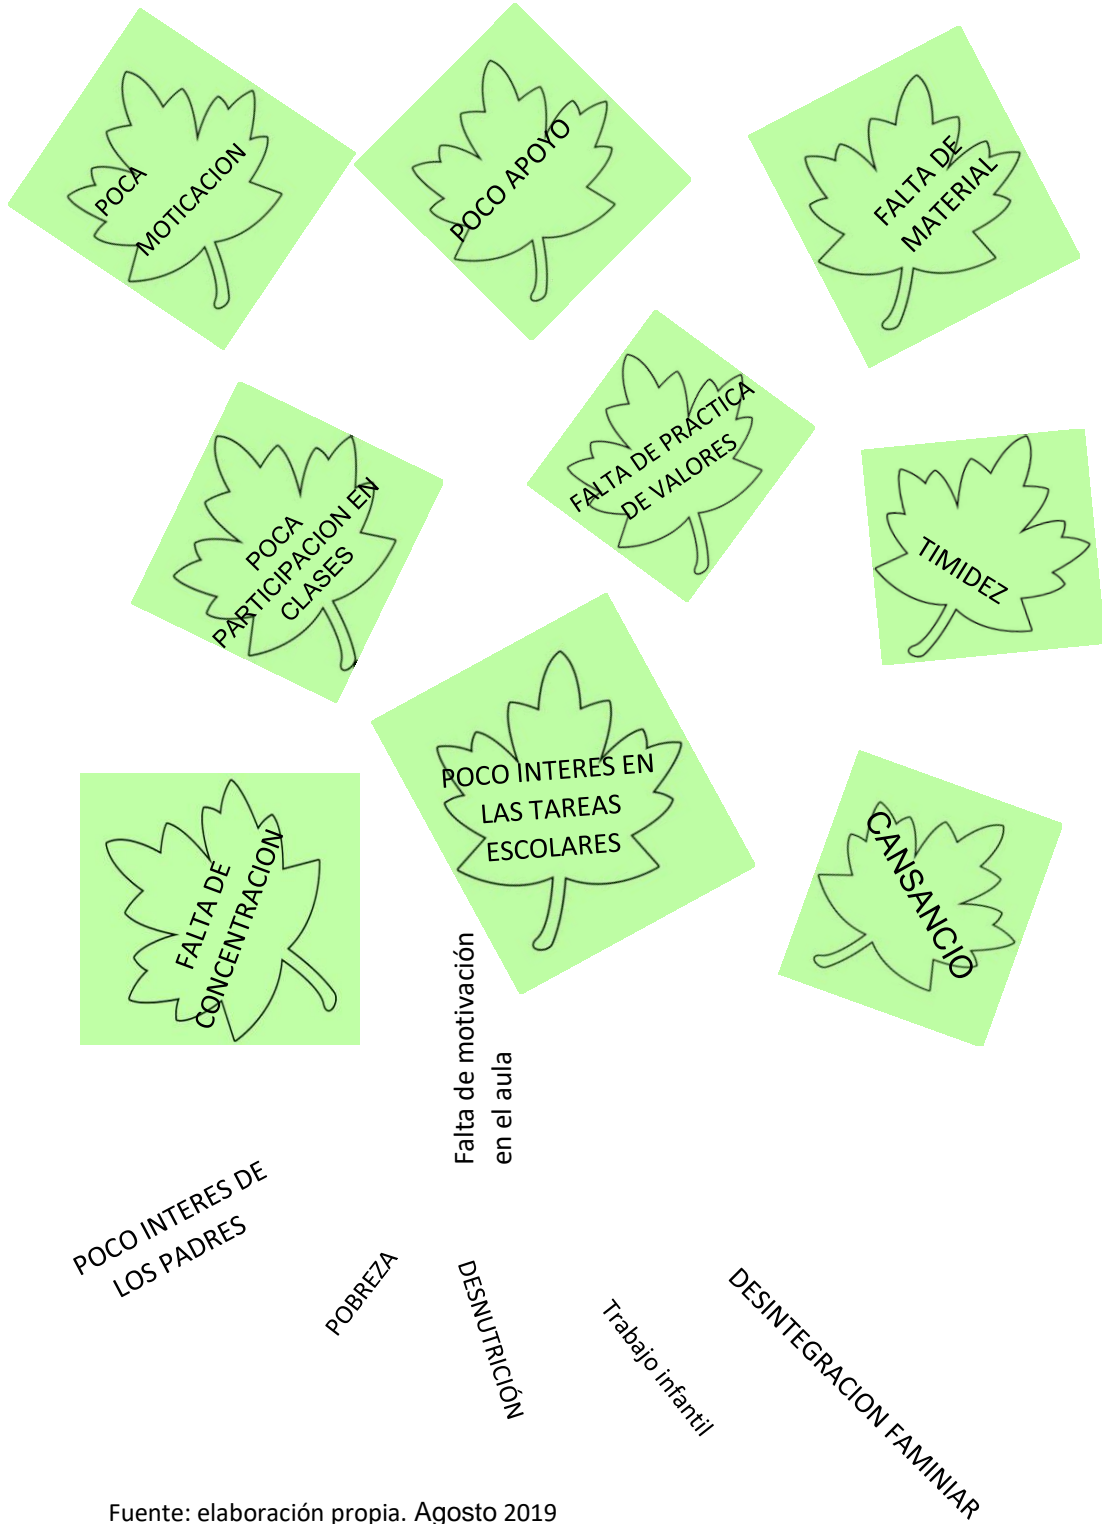 POCA
MOTICACION
POCO APOYO
FALTA DE
MATERIAL
FALTA DE PRACTICA
DE VALORES
POCA
PARTICIPACION EN
CLASES
TIMIDEZ
POCO INTERES EN
LAS TAREAS
ESCOLARES
FALTA DE
CONCENTRACION
CANSANCIO
Falta de motivación
en el aula
POCO INTERES DE
LOS PADRES
POBREZA
DESNUTRICIÓN
Trabajo infantil
DESINTEGRACION FAMINIAR
Fuente: elaboración propia. Agosto 2019